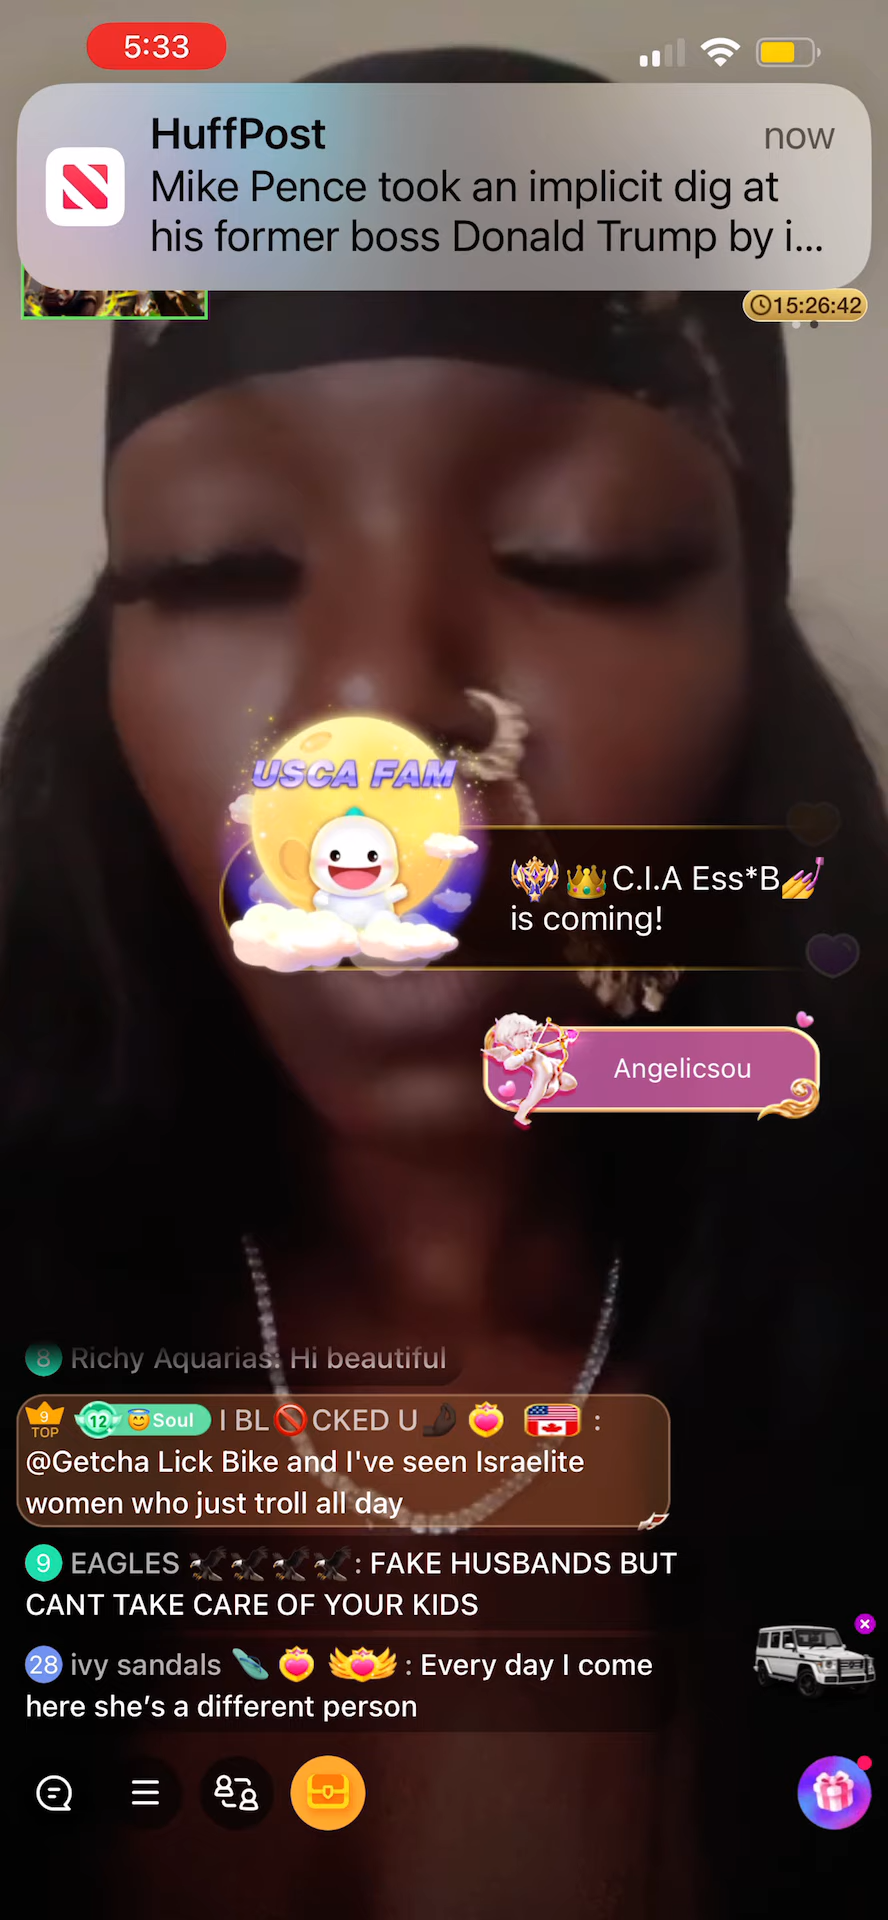 5:33
HuffPost
now
Mike Pence took an implicit dig at
his former boss Donald Trump by i...
15:26:42
USCA FAM
C.I.A Ess*B💅
is coming!
Angelicsou
8 Richy Aquarias: Hi beautiful
9 TOP 12 😇Soul I BL🚫CKED U :
@Getcha Lick Bike and I've seen Israelite
women who just troll all day
9 EAGLES 🦅🦅🦅🦅: FAKE HUSBANDS BUT
CANT TAKE CARE OF YOUR KIDS
28 ivy sandals : Every day I come
here she’s a different person